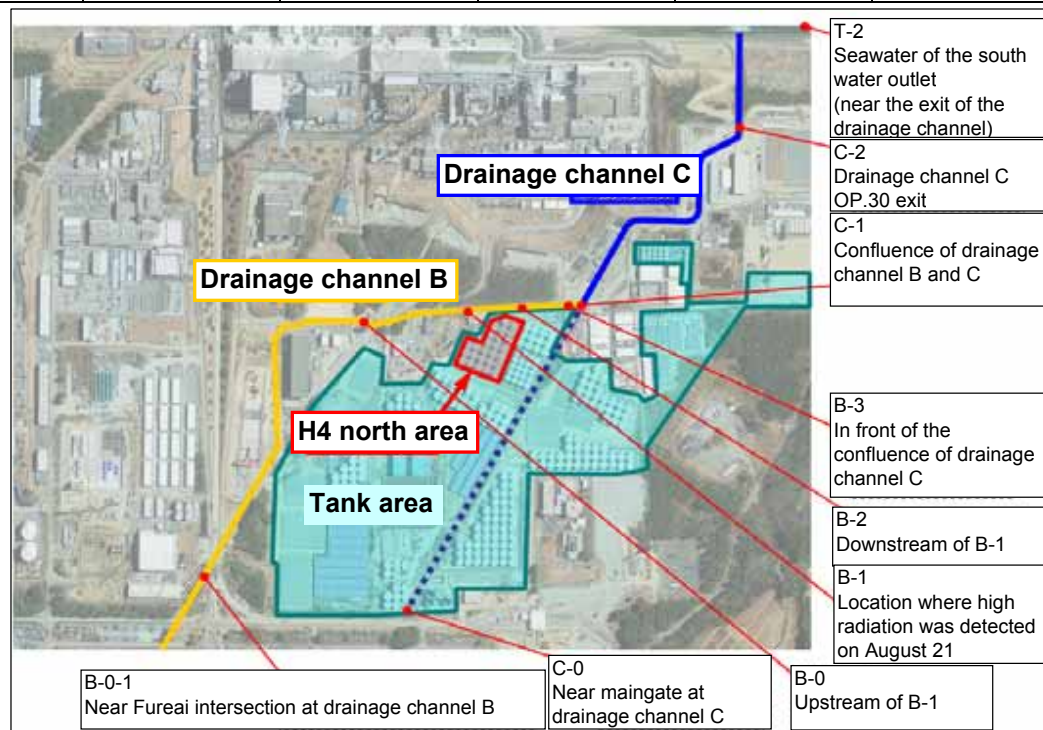 T-2
Seawater of the south
water outlet
(near the exit of the
drainage channel)
C-2
Drainage channel C
OP.30 exit
C-1
Confluence of drainage
channel B and C
Drainage channel C
Drainage channel B
H4 north area
Tank area
B-3
In front of the
confluence of drainage
channel C
B-2
Downstream of B-1
B-1
Location where high
radiation was detected
on August 21
B-0-1
Near Fureai intersection at drainage channel B
C-0
Near maingate at
drainage channel C
B-0
Upstream of B-1